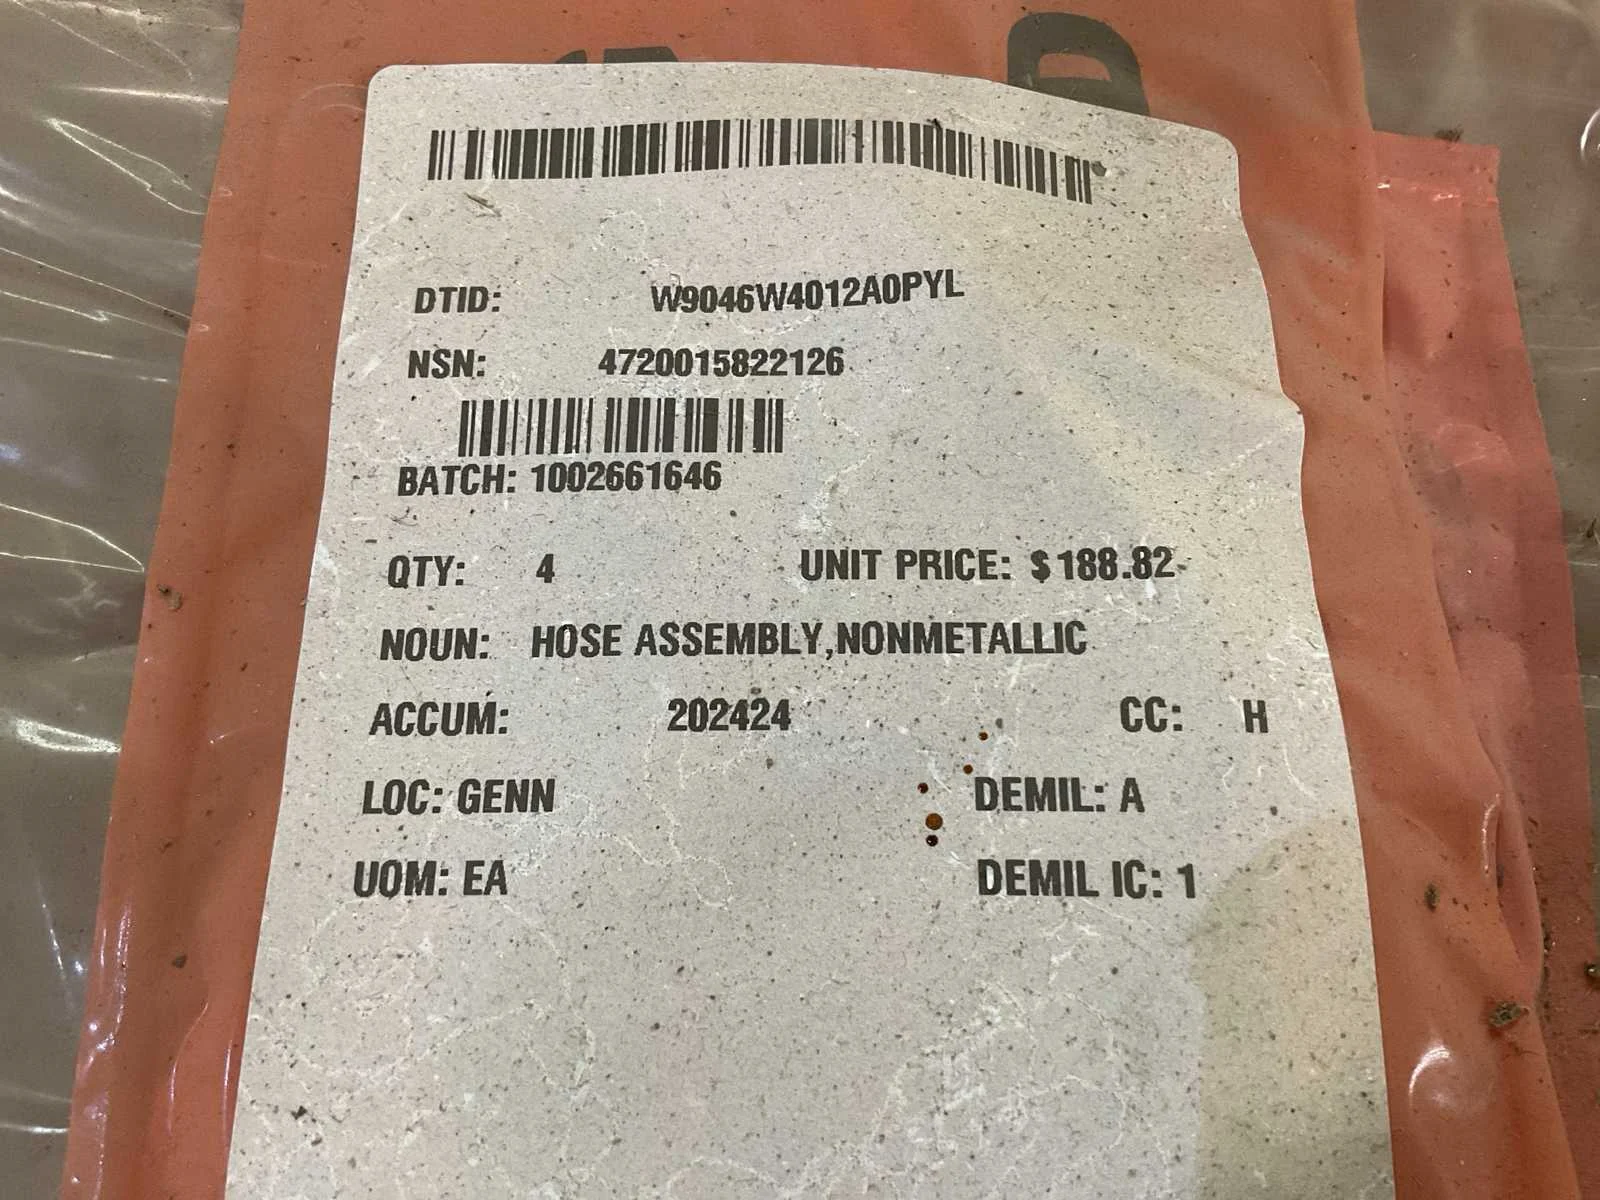 DTID: W9046W4012A0PYL
NSN: 4720015822126
BATCH: 1002661646
QTY: 4 UNIT PRICE: $188.82
NOUN: HOSE ASSEMBLY,NONMETALLIC
ACCUM: 202424 CC: H
LOC: GENN DEMIL: A
UOM: EA DEMIL IC: 1